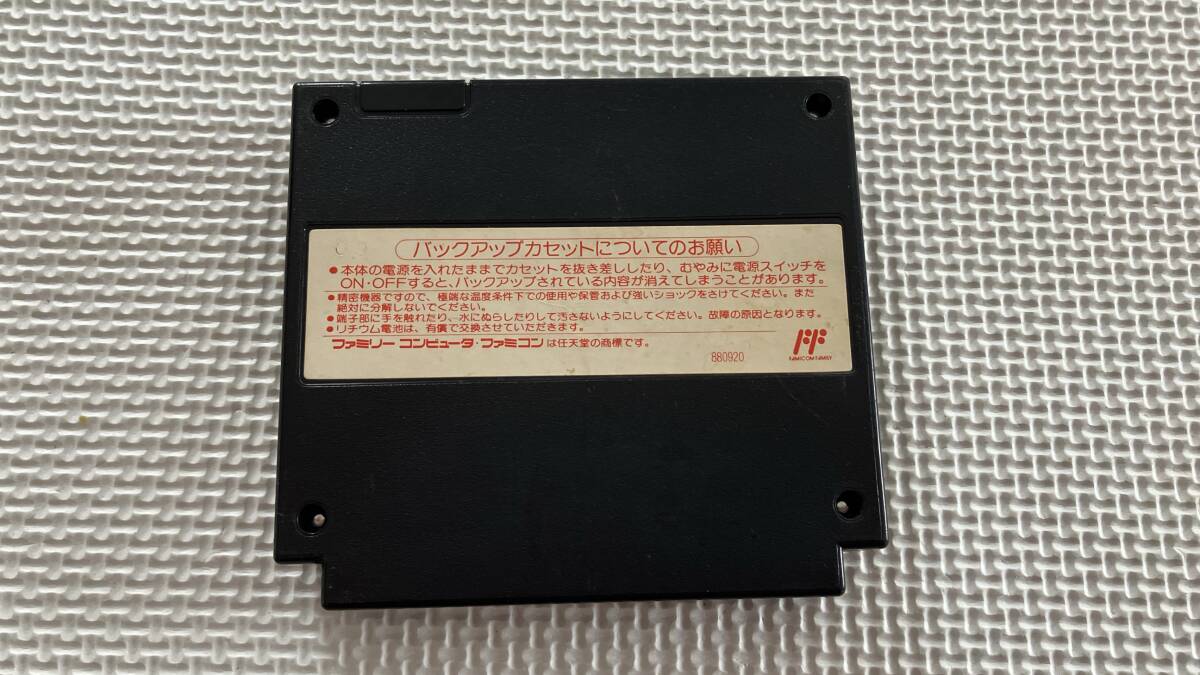 バックアップカセットについてのお願い
●本体の電源を入れたままでカセットを抜き差ししたり、むやみに電源スイッチを
ON・OFFすると、バックアップされている内容が消えてしまうことがあります。
●精密機器ですので、極端な温度条件下での使用や保管および強いショックをさけてください。また
絶対に分解しないでください。
●端子部に手を触れたり、水にぬらしたりして汚さないようにしてください。故障の原因となります。
●リチウム電池は、有償で交換させていただきます。
ファミリーコンピュータ・ファミコンは任天堂の商標です。
880920
FAMICOM FAMILY